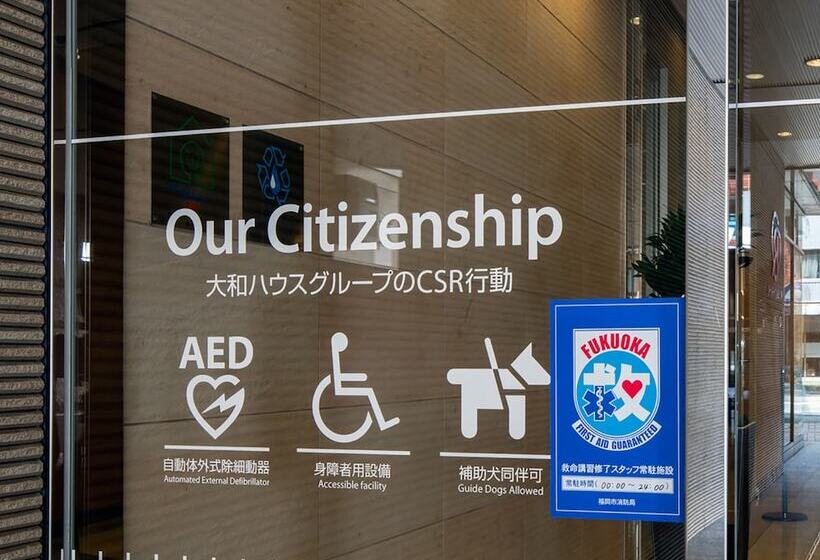 Our Citizenship
大和ハウスグループのCSR行動
AED
自動体外式除細動器
Automated External Defibrillator
身障者用設備
Accessible facility
補助犬同伴可
Guide Dogs Allowed
FUKUOKA
救
FIRST AID GUARANTEED
救命講習修了スタッフ常駐施設
常駐時間(00:00～24:00)
福岡市消防局